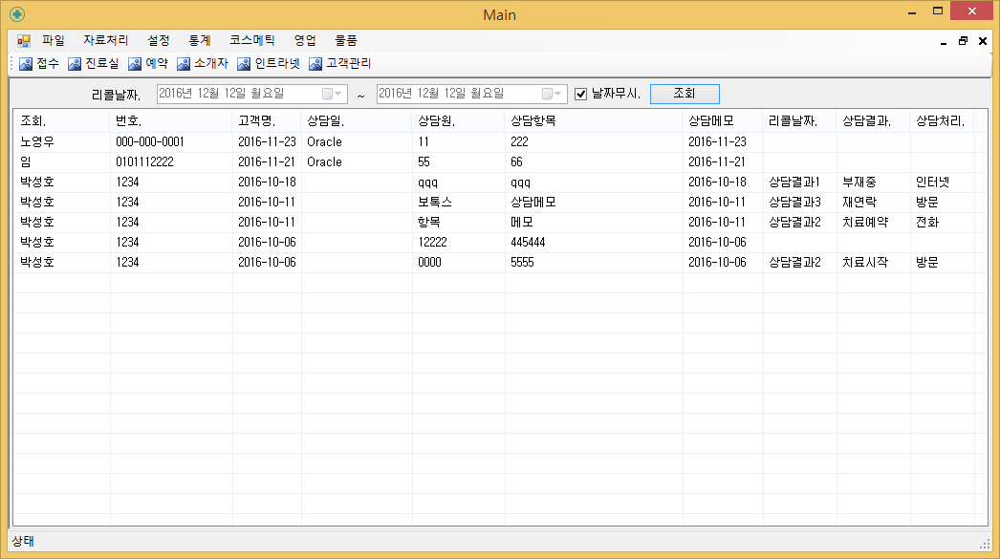 Main
파일 자료처리 설정 통계 코스메틱 영업 물품
접수 진료실 예약 소개자 인트라넷 고객관리
리콜날짜. 2016년 12월 12일 월요일 ~ 2016년 12월 12일 월요일 날짜무시. 조회
조회. 번호. 고객명. 상담일. 상담원. 상담항목 상담메모 리콜날짜. 상담결과. 상담처리.
노영우 000-000-0001 2016-11-23 Oracle 11 222 2016-11-23
임 0101112222 2016-11-21 Oracle 55 66 2016-11-21
박성호 1234 2016-10-18 qqq qqq 2016-10-18 상담결과1 부재중 인터넷
박성호 1234 2016-10-11 보톡스 상담메모 2016-10-11 상담결과3 재연락 방문
박성호 1234 2016-10-11 항목 메모 2016-10-11 상담결과2 치료예약 전화
박성호 1234 2016-10-06 12222 445444 2016-10-06
박성호 1234 2016-10-06 0000 5555 2016-10-06 상담결과2 치료시작 방문
상태